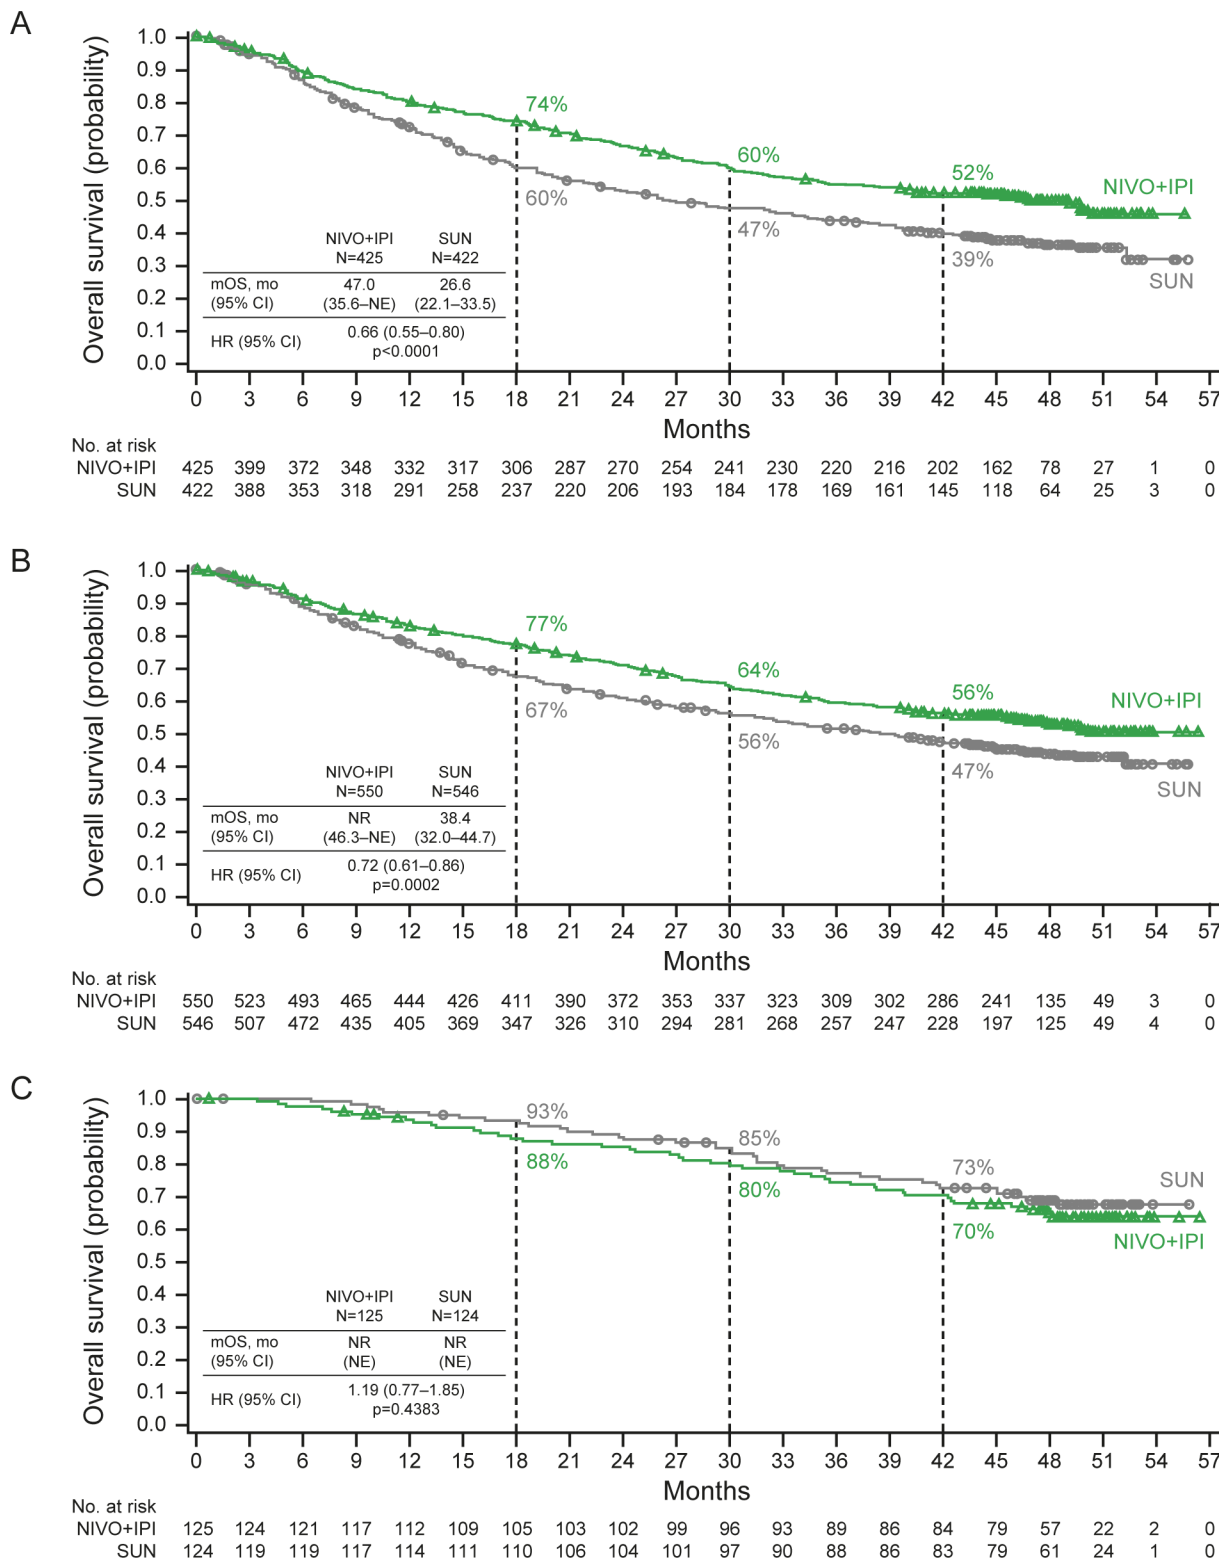 A
Overall survival (probability)
1.0
0.9
0.8
0.7
0.6
0.5
0.4
0.3
0.2
0.1
0.0
74%
60%
60%
47%
52%
39%
NIVO+IPI
SUN
NIVO+IPI SUN
N=425 N=422
mOS, mo 47.0 26.6
(95% CI) (35.6–NE) (22.1–33.5)
HR (95% CI) 0.66 (0.55–0.80)
p<0.0001
0 3 6 9 12 15 18 21 24 27 30 33 36 39 42 45 48 51 54 57
Months
No. at risk
NIVO+IPI 425 399 372 348 332 317 306 287 270 254 241 230 220 216 202 162 78 27 1 0
SUN 422 388 353 318 291 258 237 220 206 193 184 178 169 161 145 118 64 25 3 0
B
Overall survival (probability)
1.0
0.9
0.8
0.7
0.6
0.5
0.4
0.3
0.2
0.1
0.0
77%
67%
64%
56%
56%
47%
NIVO+IPI
SUN
NIVO+IPI SUN
N=550 N=546
mOS, mo NR 38.4
(95% CI) (46.3–NE) (32.0–44.7)
HR (95% CI) 0.72 (0.61–0.86)
p=0.0002
0 3 6 9 12 15 18 21 24 27 30 33 36 39 42 45 48 51 54 57
Months
No. at risk
NIVO+IPI 550 523 493 465 444 426 411 390 372 353 337 323 309 302 286 241 135 49 3 0
SUN 546 507 472 435 405 369 347 326 310 294 281 268 257 247 228 197 125 49 4 0
C
Overall survival (probability)
1.0
0.9
0.8
0.7
0.6
0.5
0.4
0.3
0.2
0.1
0.0
93%
88%
85%
80%
73%
70%
SUN
NIVO+IPI
NIVO+IPI SUN
N=125 N=124
mOS, mo NR NR
(95% CI) (NE) (NE)
HR (95% CI) 1.19 (0.77–1.85)
p=0.4383
0 3 6 9 12 15 18 21 24 27 30 33 36 39 42 45 48 51 54 57
Months
No. at risk
NIVO+IPI 125 124 121 117 112 109 105 103 102 99 96 93 89 86 84 79 57 22 2 0
SUN 124 119 119 117 114 111 110 106 104 101 97 90 88 86 83 79 61 24 1 0